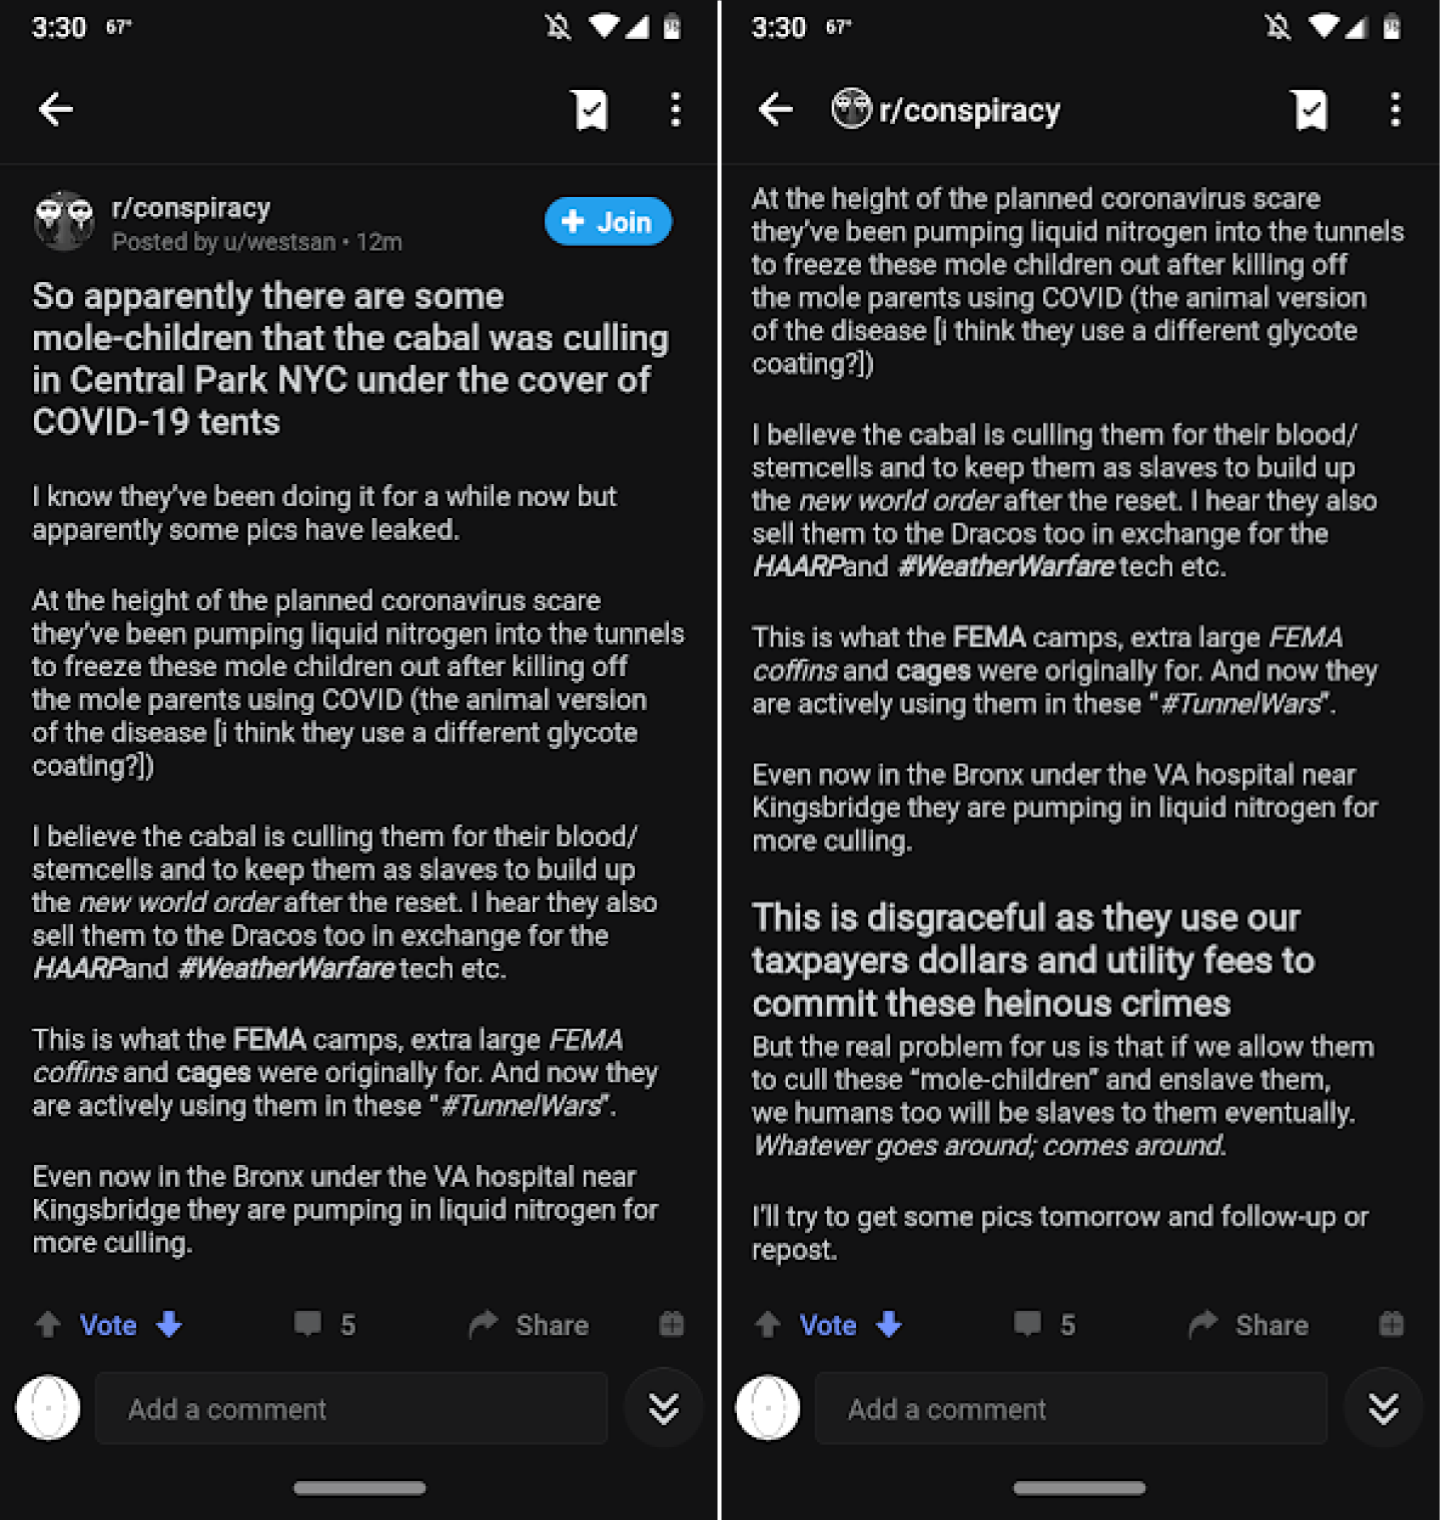 3:30 67°
r/conspiracy
Posted by u/westsan • 12m
+ Join
So apparently there are some
mole-children that the cabal was culling
in Central Park NYC under the cover of
COVID-19 tents
I know they've been doing it for a while now but
apparently some pics have leaked.
At the height of the planned coronavirus scare
they've been pumping liquid nitrogen into the tunnels
to freeze these mole children out after killing off
the mole parents using COVID (the animal version
of the disease [i think they use a different glycote
coating?])
I believe the cabal is culling them for their blood/
stemcells and to keep them as slaves to build up
the new world order after the reset. I hear they also
sell them to the Dracos too in exchange for the
HAARPand #WeatherWarfare tech etc.
This is what the FEMA camps, extra large FEMA
coffins and cages were originally for. And now they
are actively using them in these "#TunnelWars".
Even now in the Bronx under the VA hospital near
Kingsbridge they are pumping in liquid nitrogen for
more culling.
Vote 5 Share
Add a comment
3:30 67°
r/conspiracy
At the height of the planned coronavirus scare
they've been pumping liquid nitrogen into the tunnels
to freeze these mole children out after killing off
the mole parents using COVID (the animal version
of the disease [i think they use a different glycote
coating?])
I believe the cabal is culling them for their blood/
stemcells and to keep them as slaves to build up
the new world order after the reset. I hear they also
sell them to the Dracos too in exchange for the
HAARPand #WeatherWarfare tech etc.
This is what the FEMA camps, extra large FEMA
coffins and cages were originally for. And now they
are actively using them in these "#TunnelWars".
Even now in the Bronx under the VA hospital near
Kingsbridge they are pumping in liquid nitrogen for
more culling.
This is disgraceful as they use our
taxpayers dollars and utility fees to
commit these heinous crimes
But the real problem for us is that if we allow them
to cull these "mole-children" and enslave them,
we humans too will be slaves to them eventually.
Whatever goes around; comes around.
I'll try to get some pics tomorrow and follow-up or
repost.
Vote 5 Share
Add a comment